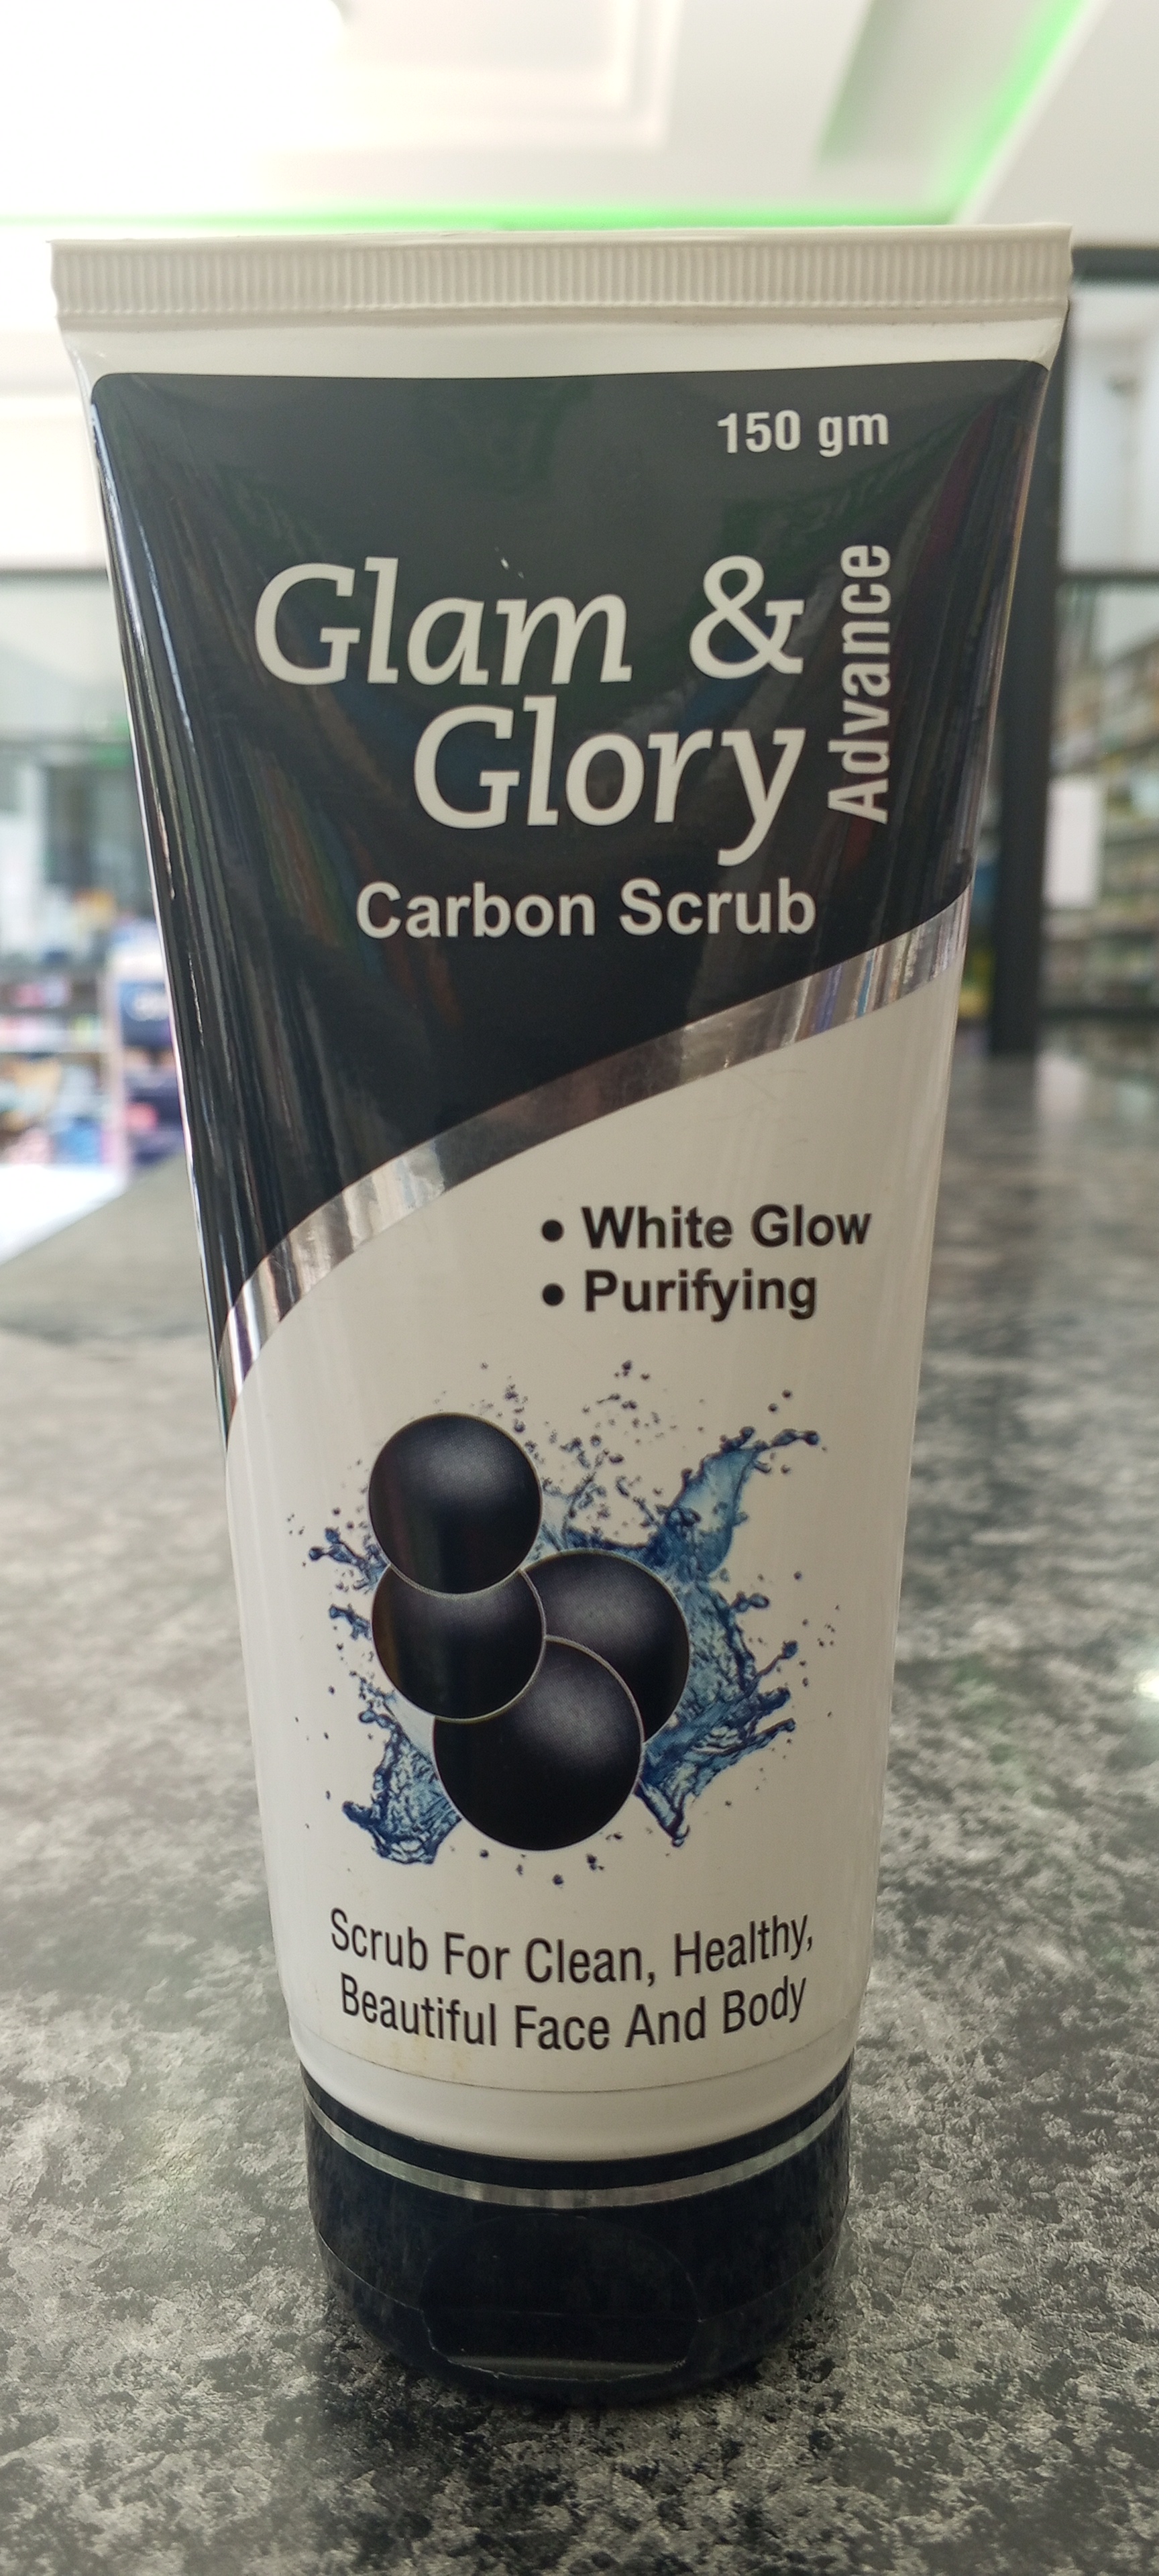 150 gm
Glam &
Glory
Advance
Carbon Scrub
• White Glow
• Purifying
Scrub For Clean, Healthy,
Beautiful Face And Body